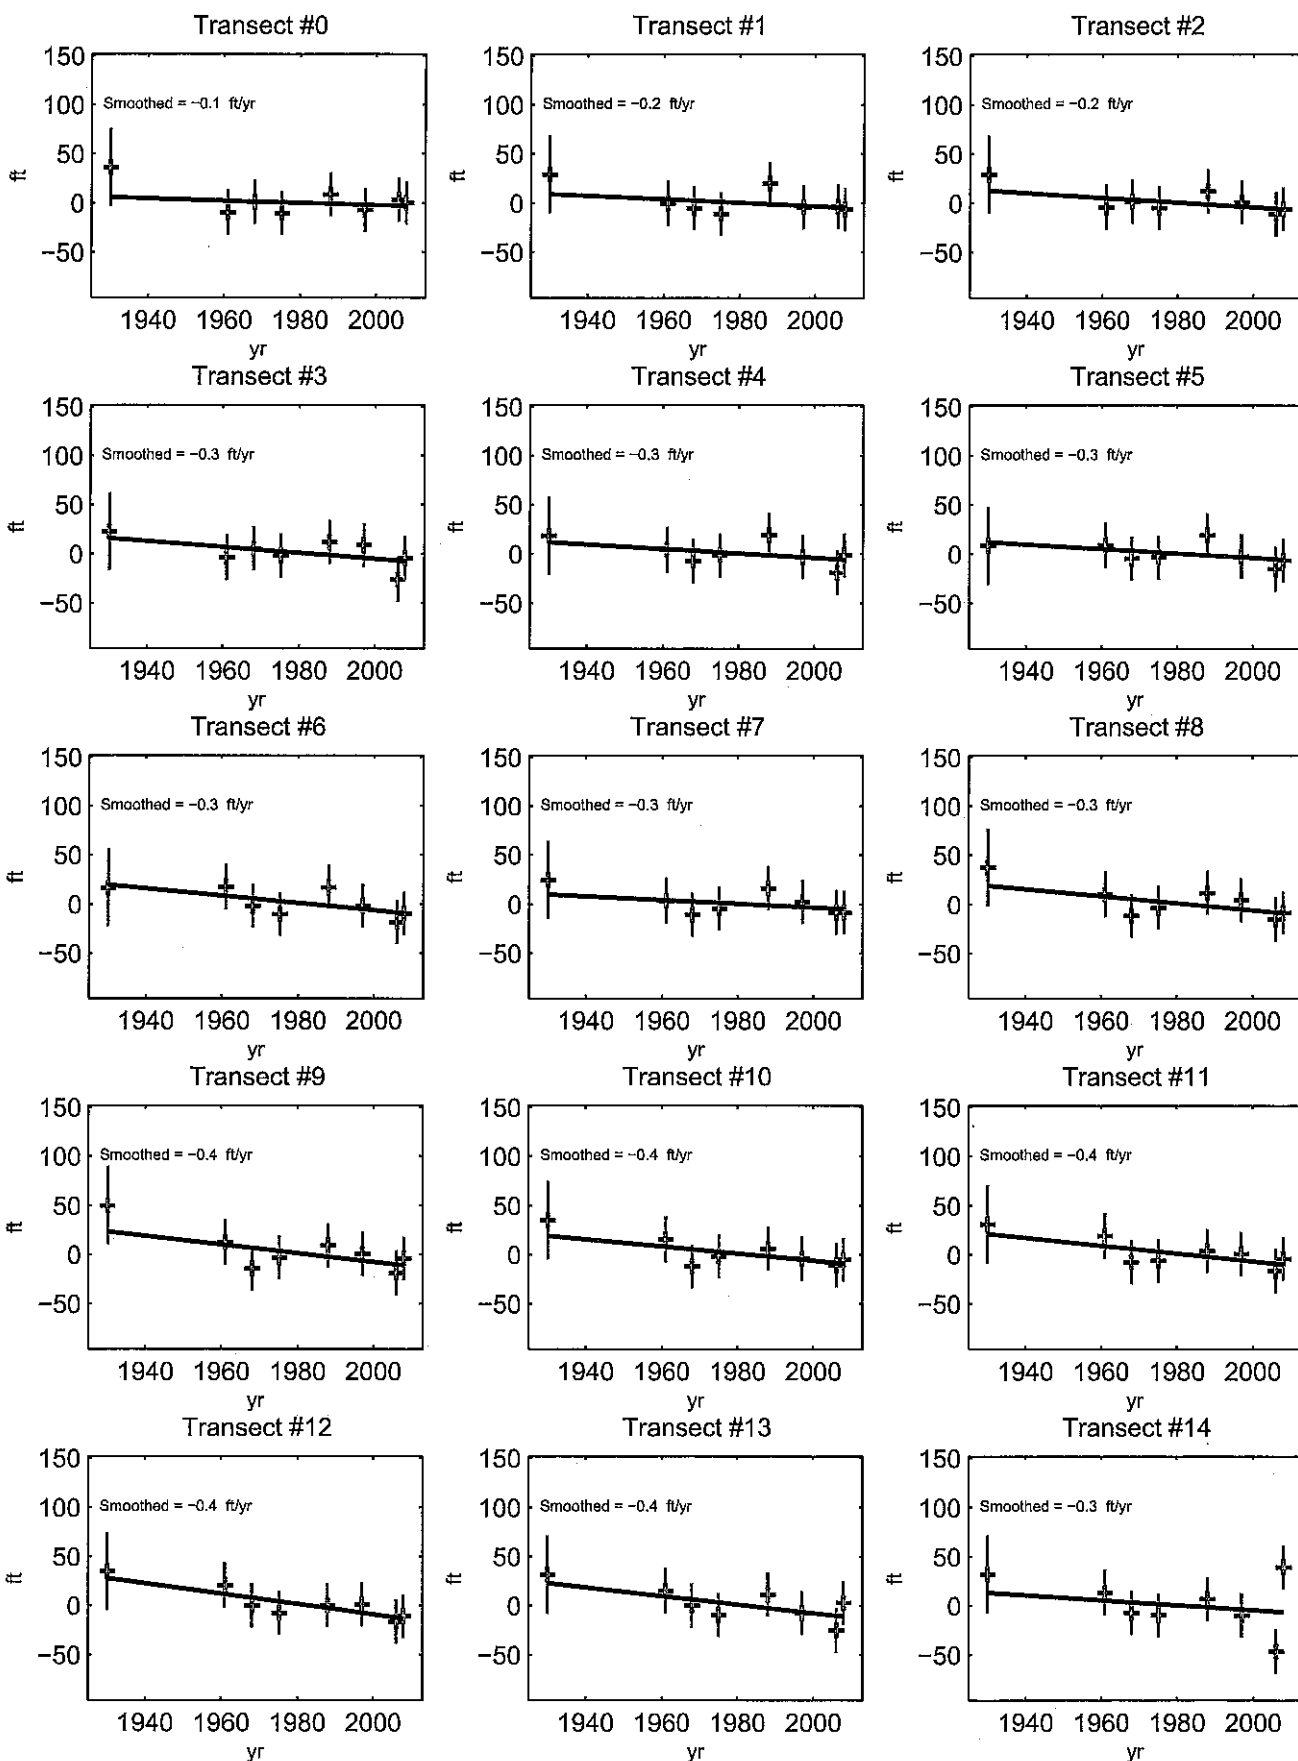 Transect #0 Transect #1 Transect #2
150 150 150
Smoothed = −0.1 ft/yr Smoothed = −0.2 ft/yr Smoothed = −0.2 ft/yr
100 100 100
50 50 50
ft ft ft
0 0 0
−50 −50 −50
1940 1960 1980 2000 1940 1960 1980 2000 1940 1960 1980 2000
yr yr yr
Transect #3 Transect #4 Transect #5
150 150 150
Smoothed = −0.3 ft/yr Smoothed = −0.3 ft/yr Smoothed = −0.3 ft/yr
100 100 100
50 50 50
ft ft ft
0 0 0
−50 −50 −50
1940 1960 1980 2000 1940 1960 1980 2000 1940 1960 1980 2000
yr yr yr
Transect #6 Transect #7 Transect #8
150 150 150
Smoothed = −0.3 ft/yr Smoothed = −0.3 ft/yr Smoothed = −0.3 ft/yr
100 100 100
50 50 50
ft ft ft
0 0 0
−50 −50 −50
1940 1960 1980 2000 1940 1960 1980 2000 1940 1960 1980 2000
yr yr yr
Transect #9 Transect #10 Transect #11
150 150 150
Smoothed = −0.4 ft/yr Smoothed = −0.4 ft/yr Smoothed = −0.4 ft/yr
100 100 100
50 50 50
ft ft ft
0 0 0
−50 −50 −50
1940 1960 1980 2000 1940 1960 1980 2000 1940 1960 1980 2000
yr yr yr
Transect #12 Transect #13 Transect #14
150 150 150
Smoothed = −0.4 ft/yr Smoothed = −0.4 ft/yr Smoothed = −0.3 ft/yr
100 100 100
50 50 50
ft ft ft
0 0 0
−50 −50 −50
1940 1960 1980 2000 1940 1960 1980 2000 1940 1960 1980 2000
yr yr yr